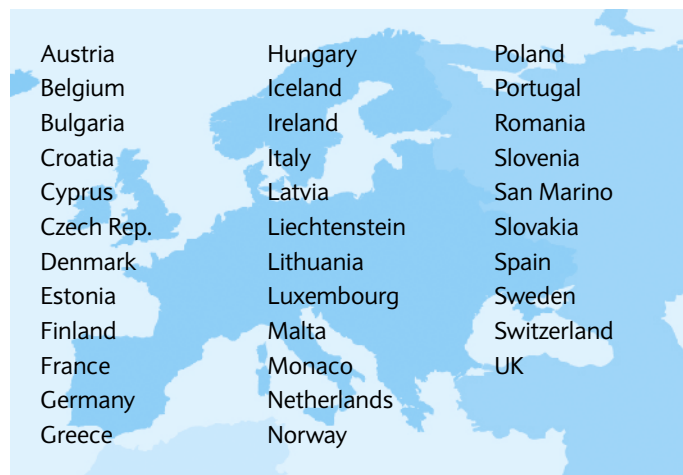 Austria
Belgium
Bulgaria
Croatia
Cyprus
Czech Rep.
Denmark
Estonia
Finland
France
Germany
Greece
Hungary
Iceland
Ireland
Italy
Latvia
Liechtenstein
Lithuania
Luxembourg
Malta
Monaco
Netherlands
Norway
Poland
Portugal
Romania
Slovenia
San Marino
Slovakia
Spain
Sweden
Switzerland
UK